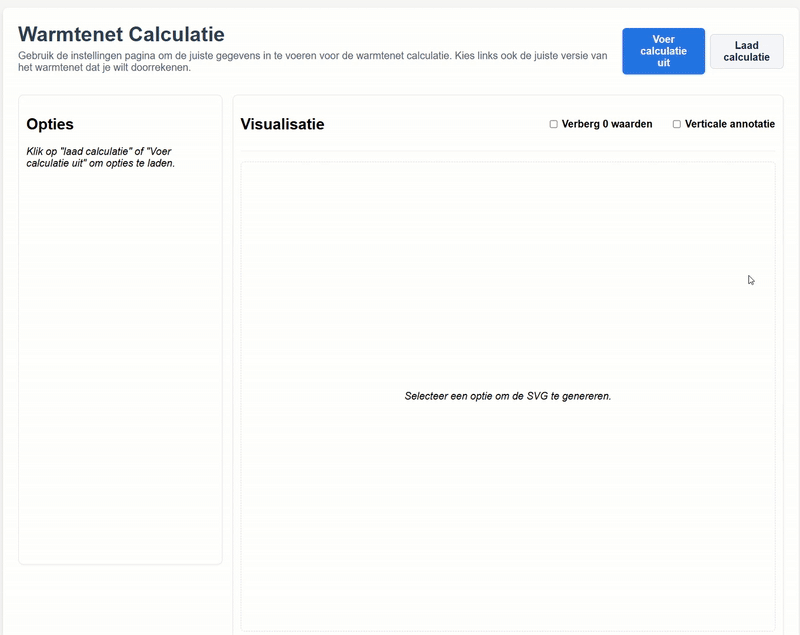 Warmtenet Calculatie
Gebruik de instellingen pagina om de juiste gegevens in te voeren voor de warmtenet calculatie. Kies links ook de juiste versie van
het warmtenet dat je wilt doorrekenen.
Voer
calculatie
uit
Laad
calculatie
Opties
Klik op "laad calculatie" of "Voer
calculatie uit" om opties te laden.
Visualisatie
Verberg 0 waarden
Verticale annotatie
Selecteer een optie om de SVG te genereren.